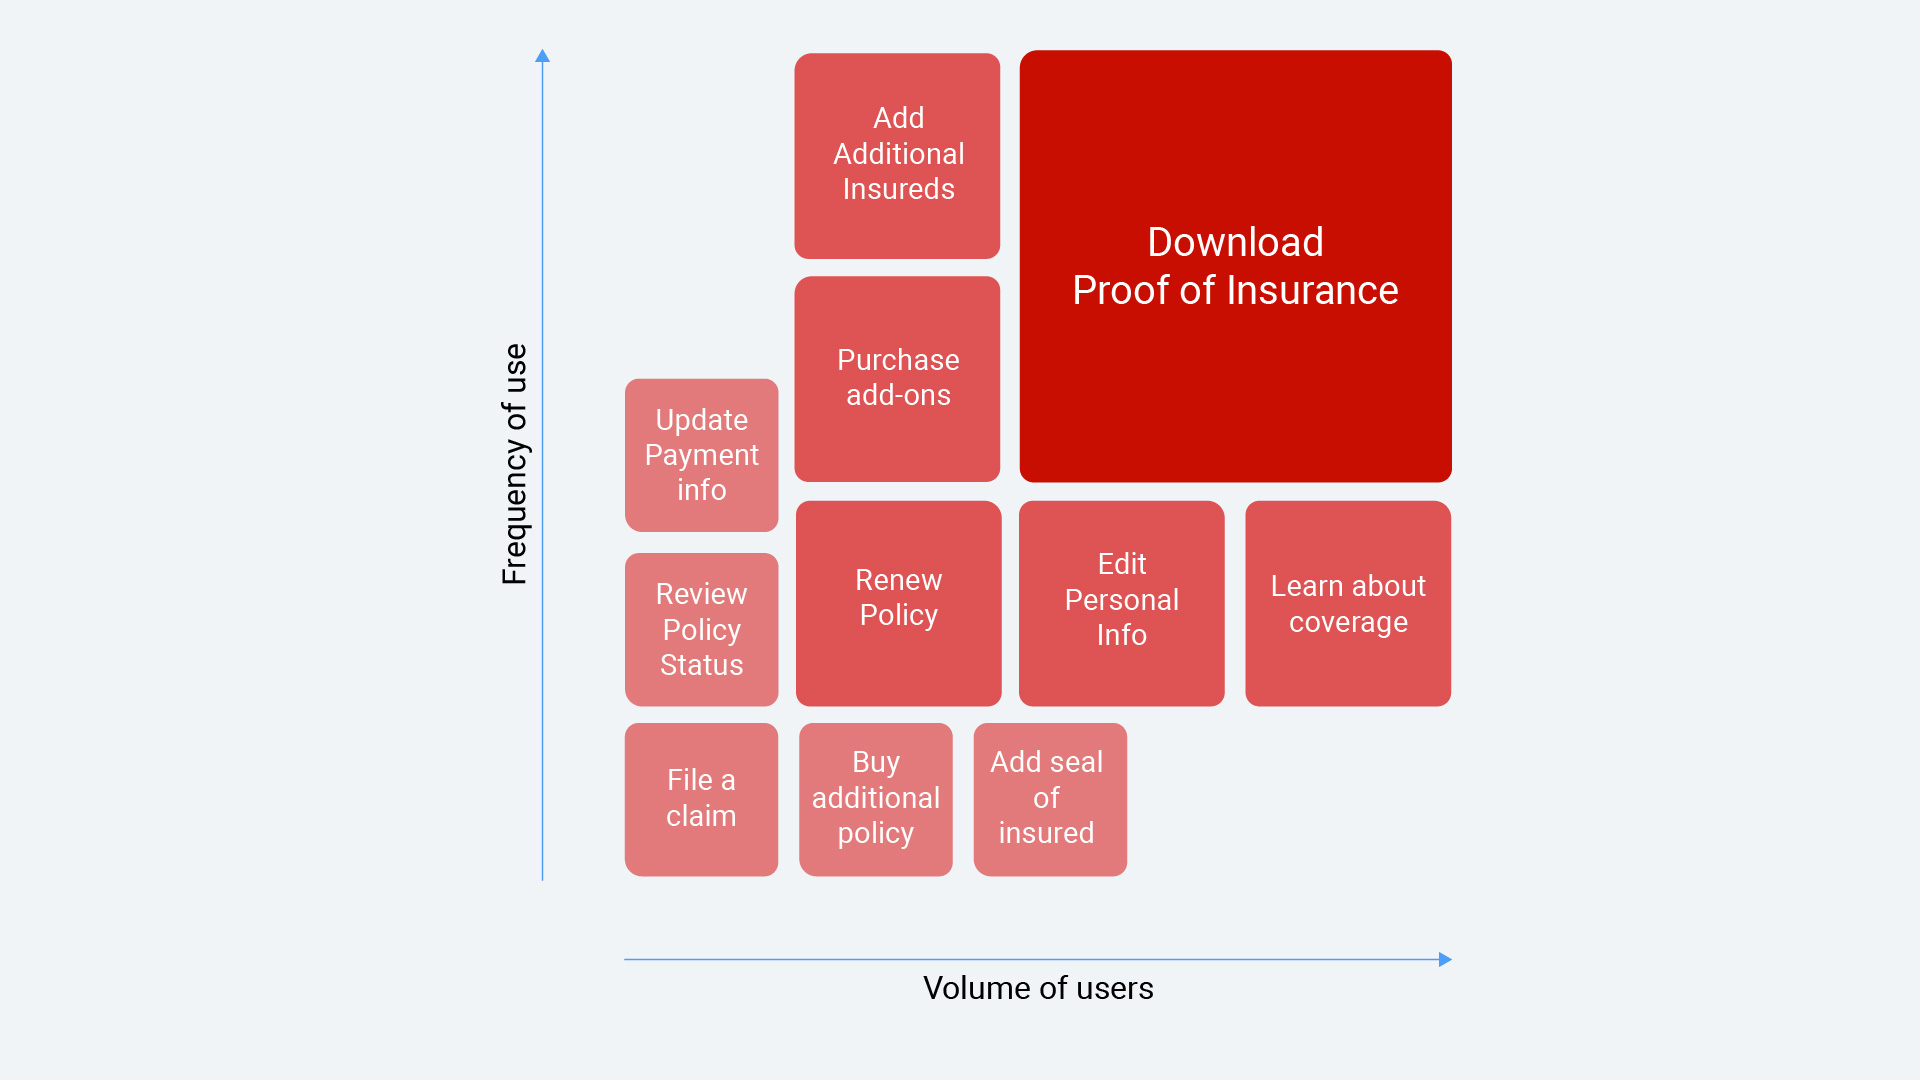 Frequency of use
Add
Additional
Insureds
Download
Proof of Insurance
Purchase
add-ons
Update
Payment
info
Review
Policy
Status
Renew
Policy
Edit
Personal
Info
Learn about
coverage
File a
claim
Buy
additional
policy
Add seal
of
insured
Volume of users